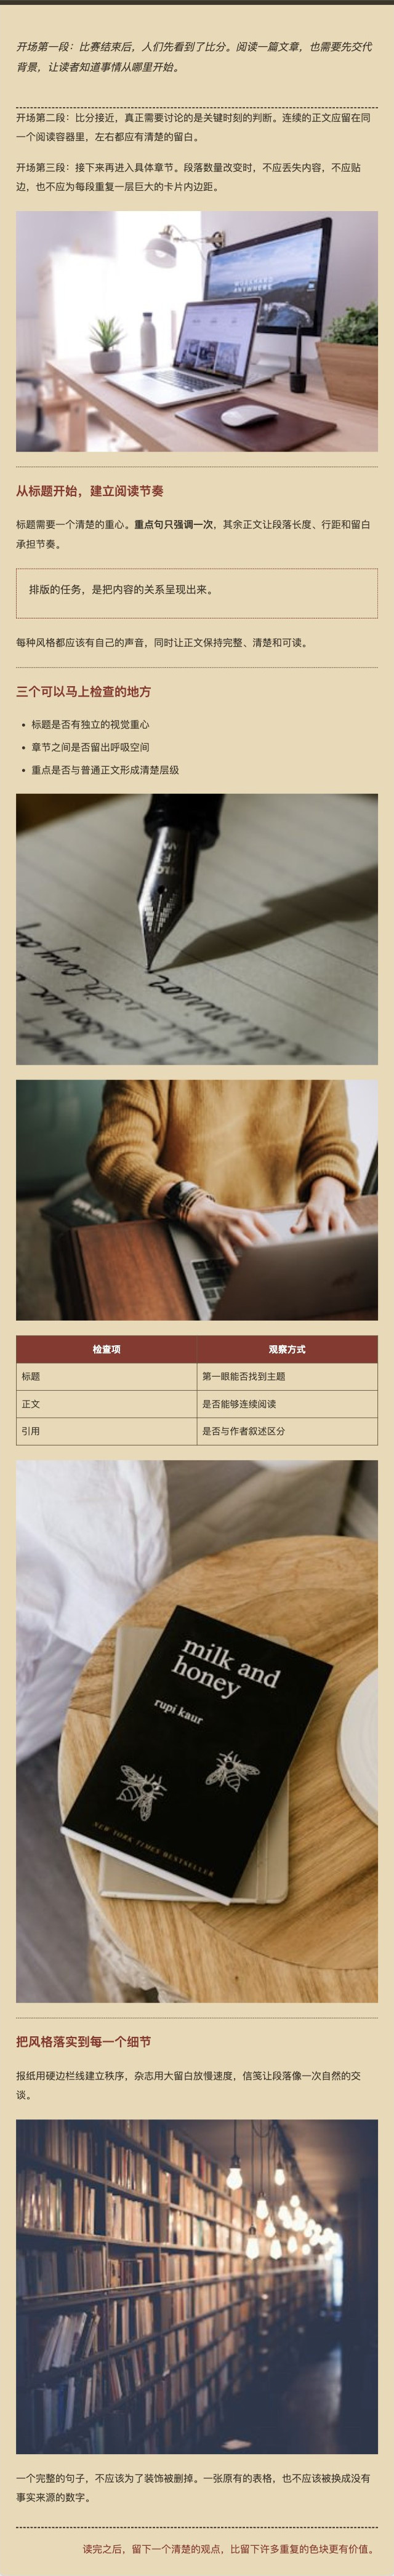 开场第一段：比赛结束后，人们先看到了比分。阅读一篇文章，也需要先交代
背景，让读者知道事情从哪里开始。
开场第二段：比分接近，真正需要讨论的是关键时刻的判断。连续的正文应留在同
一个阅读容器里，左右都应有清楚的留白。
开场第三段：接下来再进入具体章节。段落数量改变时，不应丢失内容，不应贴
边，也不应为每段重复一层巨大的卡片内边距。
从标题开始，建立阅读节奏
标题需要一个清楚的重心。重点句只强调一次，其余正文让段落长度、行距和留白
承担节奏。
排版的任务，是把内容的关系呈现出来。
每种风格都应该有自己的声音，同时让正文保持完整、清楚和可读。
三个可以马上检查的地方
• 标题是否有独立的视觉重心
• 章节之间是否留出呼吸空间
• 重点是否与普通正文形成清楚层级
检查项 观察方式
标题 第一眼能否找到主题
正文 是否能够连续阅读
引用 是否与作者叙述区分
milk and
honey
rupi kaur
NEW YORK TIMES BESTSELLER
把风格落实到每一个细节
报纸用硬边栏线建立秩序，杂志用大留白放慢速度，信笺让段落像一次自然的交
谈。
一个完整的句子，不应该为了装饰被删掉。一张原有的表格，也不应该被换成没有
事实来源的数字。
读完之后，留下一个清楚的观点，比留下许多重复的色块更有价值。